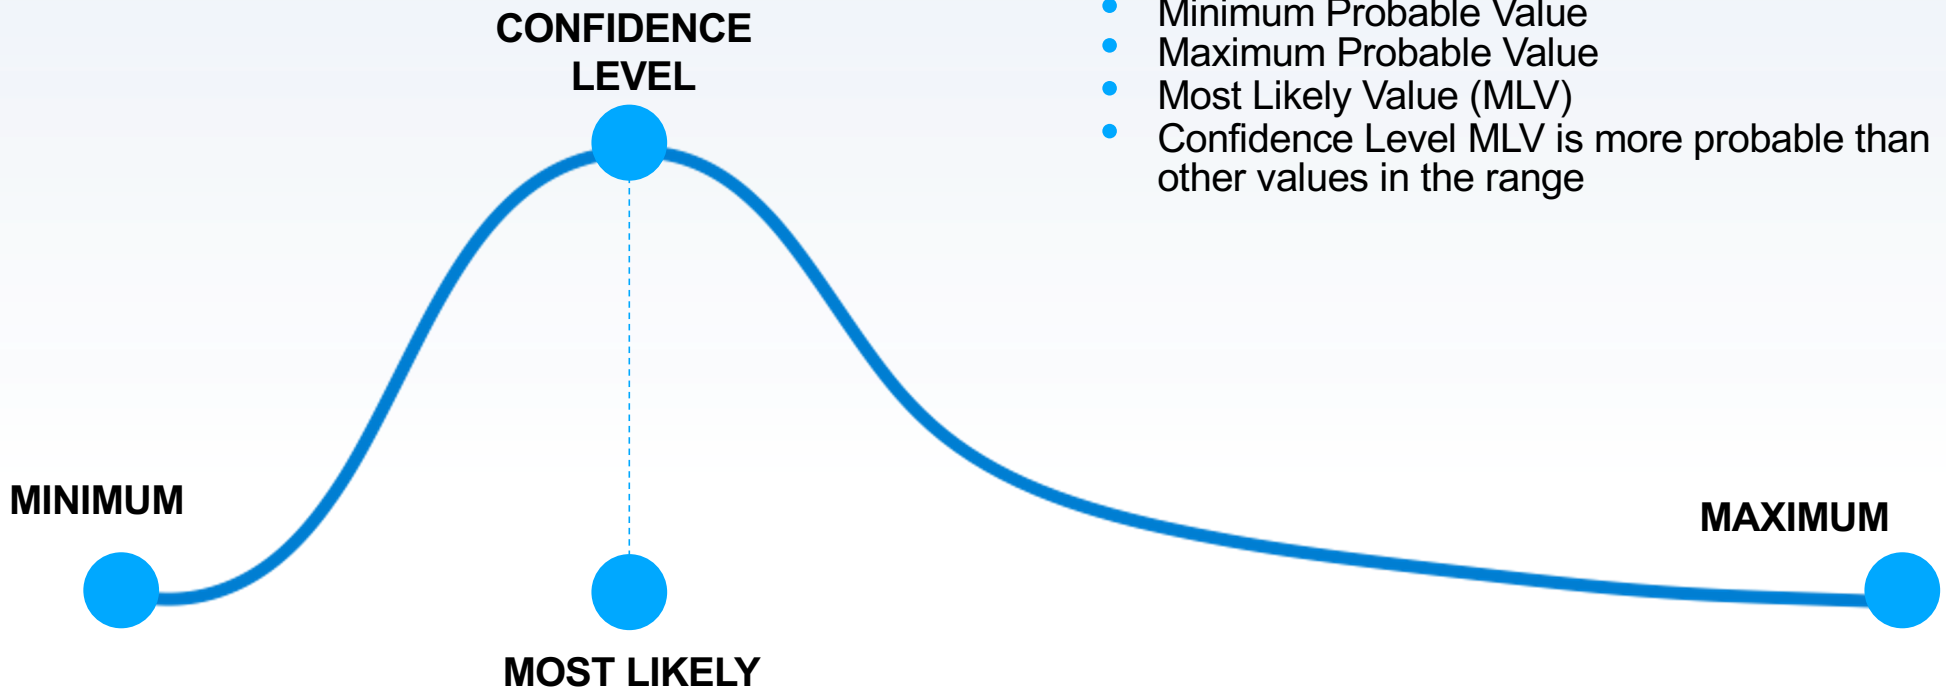 CONFIDENCE
LEVEL
Minimum Probable Value
Maximum Probable Value
Most Likely Value (MLV)
Confidence Level MLV is more probable than
other values in the range
MINIMUM
MAXIMUM
MOST LIKELY